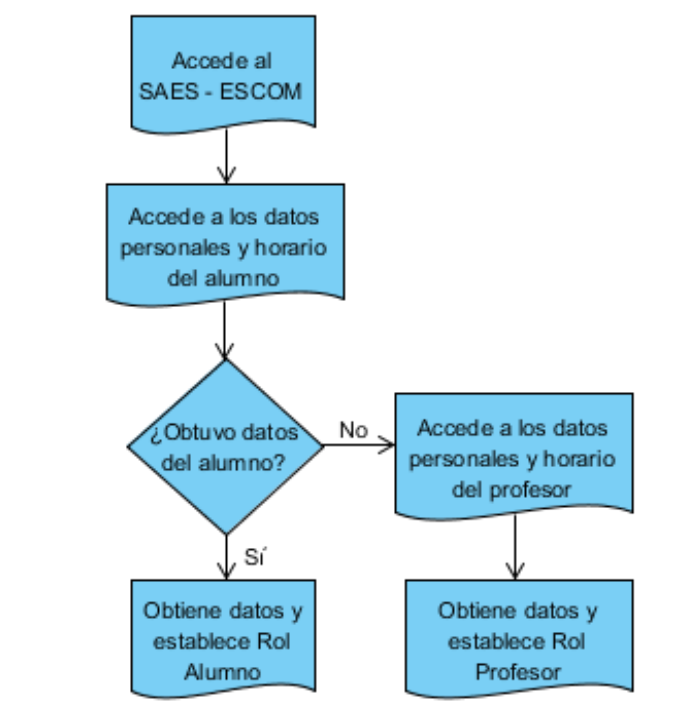 Accede al
SAES - ESCOM
Accede a los datos
personales y horario
del alumno
¿Obtuvo datos
del alumno?
No
Accede a los datos
personales y horario
del profesor
Sí
Obtiene datos y
establece Rol
Alumno
Obtiene datos y
establece Rol
Profesor